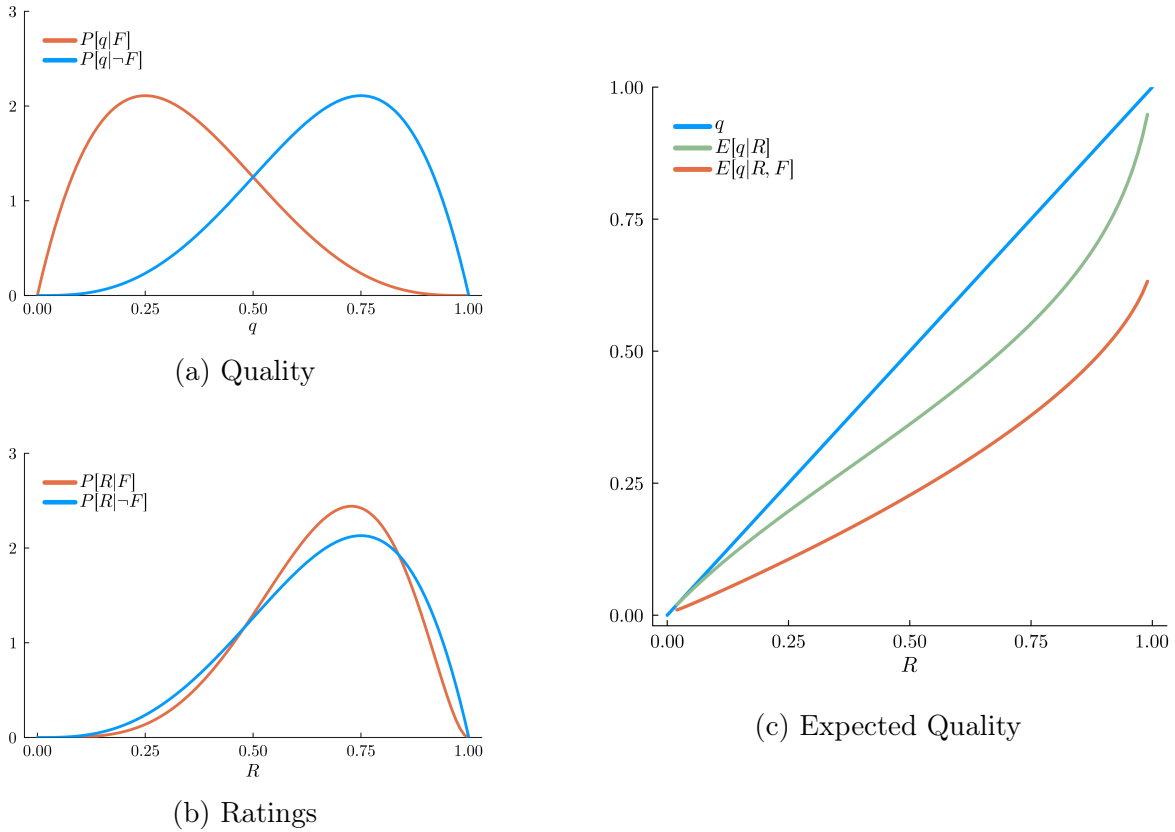 3
2
1
0
P[q|F]
P[q|¬F]
0.00 0.25 0.50 0.75 1.00
q
(a) Quality
3
2
1
0
P[R|F]
P[R|¬F]
0.00 0.25 0.50 0.75 1.00
R
(b) Ratings
1.00
0.75
0.50
0.25
0.00
q
E[q|R]
E[q|R, F]
0.00 0.25 0.50 0.75 1.00
R
(c) Expected Quality